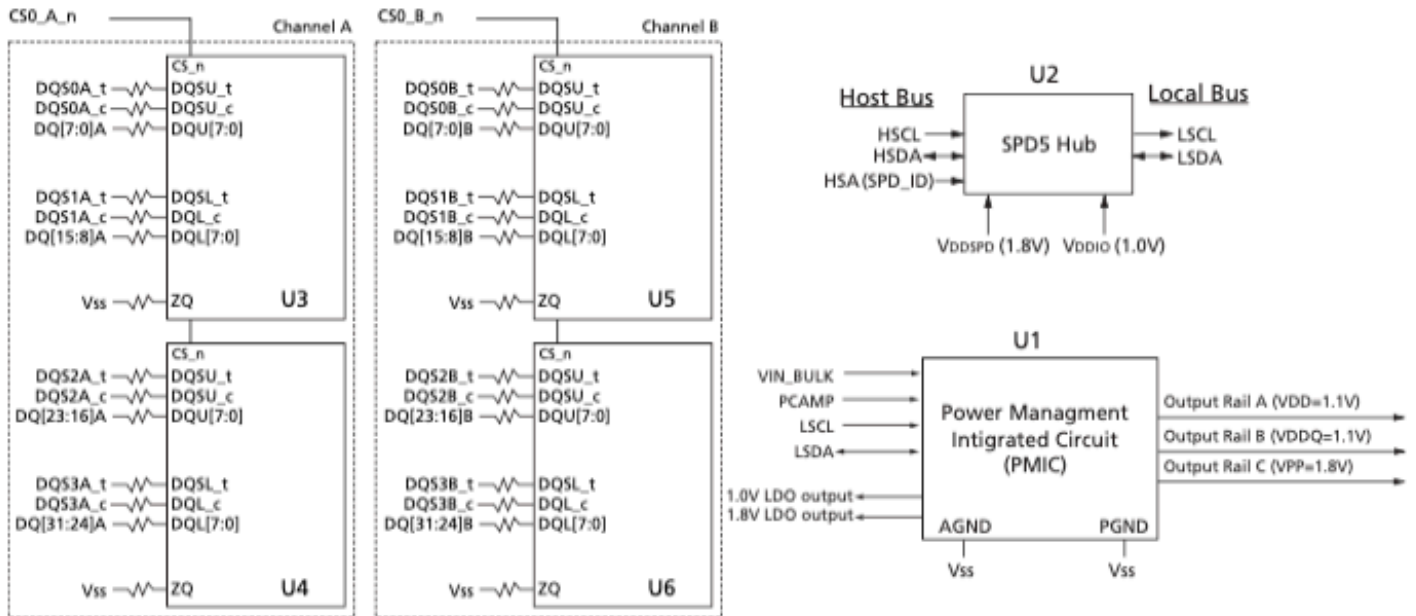 CS0_A_n
Channel A
CS_n
DQS0A_t DQSU_t
DQS0A_c DQSU_c
DQ[7:0]A DQU[7:0]
DQS1A_t DQSL_t
DQS1A_c DQL_c
DQ[15:8]A DQL[7:0]
Vss ZQ U3
CS_n
DQS2A_t DQSU_t
DQS2A_c DQSU_c
DQ[23:16]A DQU[7:0]
DQS3A_t DQSL_t
DQS3A_c DQL_c
DQ[31:24]A DQL[7:0]
Vss ZQ U4
CS0_B_n
Channel B
CS_n
DQS0B_t DQSU_t
DQS0B_c DQSU_c
DQ[7:0]B DQU[7:0]
DQS1B_t DQSL_t
DQS1B_c DQL_c
DQ[15:8]B DQL[7:0]
Vss ZQ U5
CS_n
DQS2B_t DQSU_t
DQS2B_c DQSU_c
DQ[23:16]B DQU[7:0]
DQS3B_t DQSL_t
DQS3B_c DQL_c
DQ[31:24]B DQL[7:0]
Vss ZQ U6
U2
Host Bus Local Bus
HSCL LSCL
SPD5 Hub
HSDA LSDA
HSA (SPD_ID)
VDDSPD (1.8V) VDDIO (1.0V)
U1
VIN_BULK
PCAMP
LSCL
LSDA
1.0V LDO output
1.8V LDO output
Power Managment
Intigrated Circuit
(PMIC)
AGND PGND
Vss Vss
Output Rail A (VDD=1.1V)
Output Rail B (VDDQ=1.1V)
Output Rail C (VPP=1.8V)